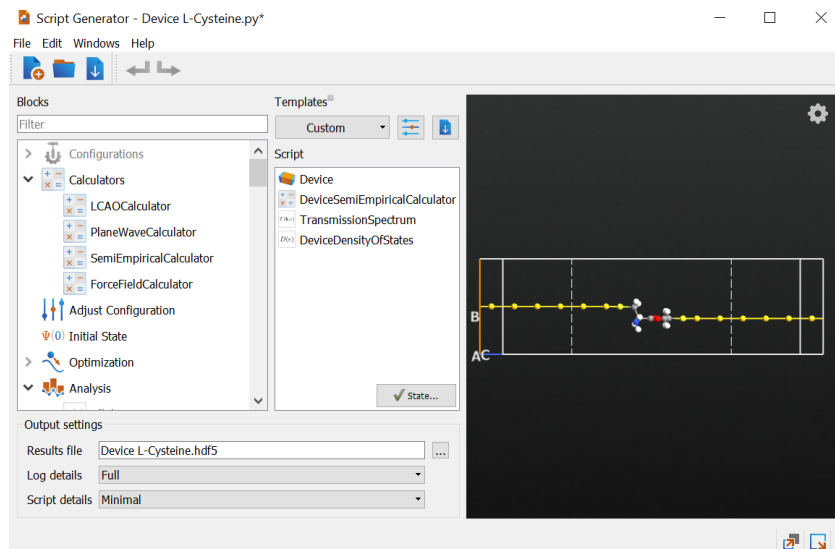 Script Generator - Device L-Cysteine.py*
File Edit Windows Help
Blocks
Filter
Configurations
Calculators
LCAOCalculator
PlaneWaveCalculator
SemiEmpiricalCalculator
ForceFieldCalculator
Adjust Configuration
Ψ(0) Initial State
Optimization
Analysis
Templates
Custom
Script
Device
DeviceSemiEmpiricalCalculator
TransmissionSpectrum
D(ε) DeviceDensityOfStates
State...
B
AC
Output settings
Results file Device L-Cysteine.hdf5 ...
Log details Full
Script details Minimal